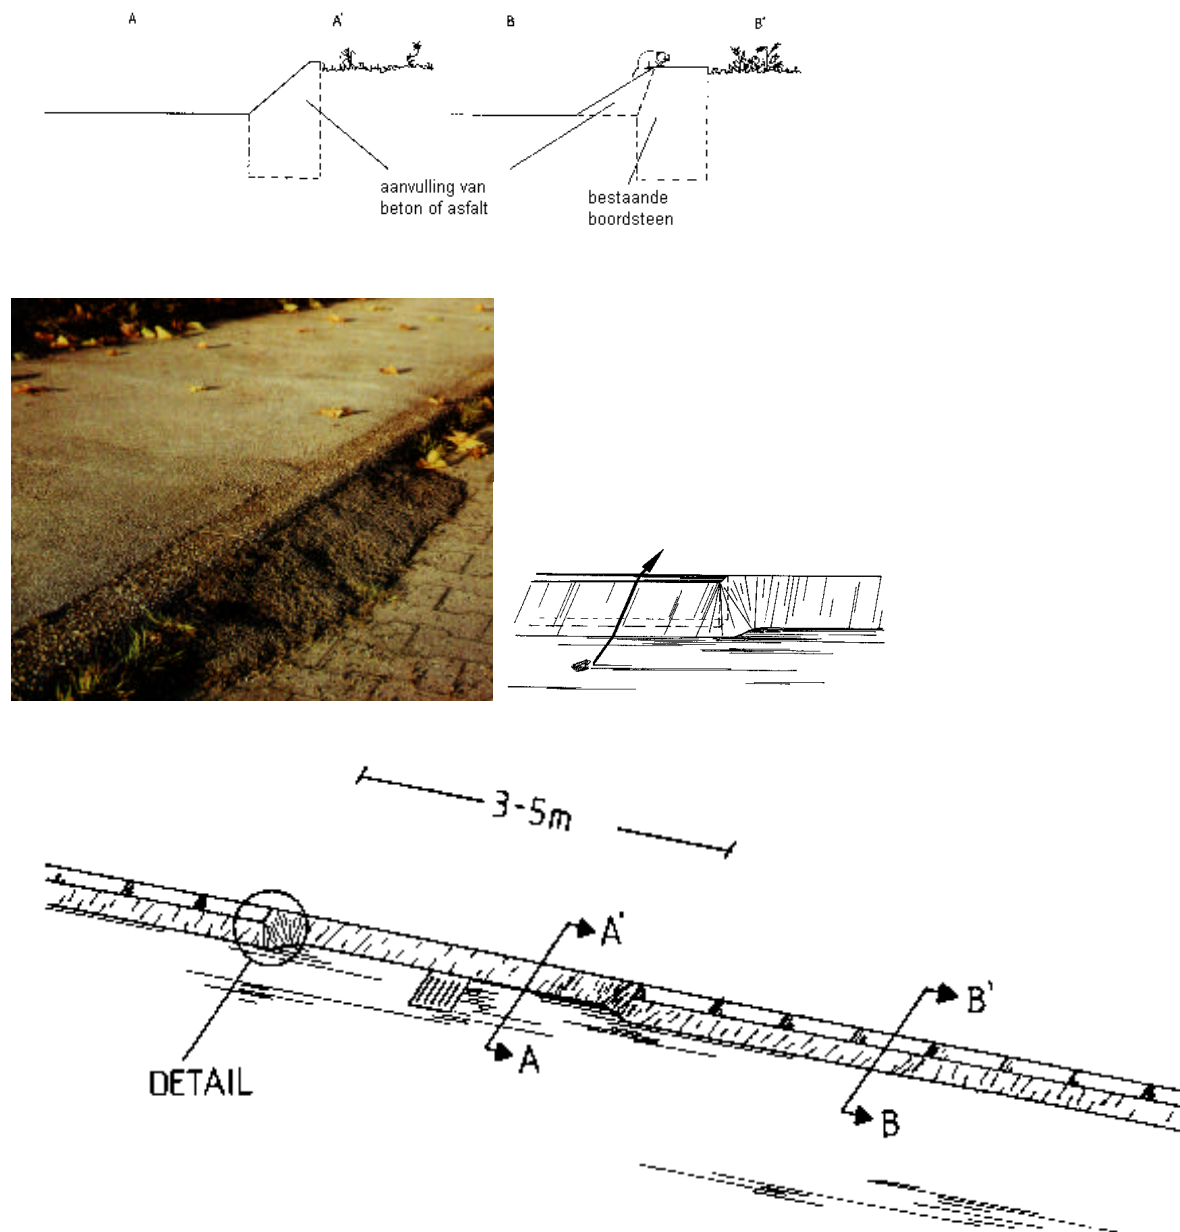 A A' B B'
aanvulling van
beton of asfalt
bestaande
boordsteen
3-5m
A'
A
B'
B
DETAIL